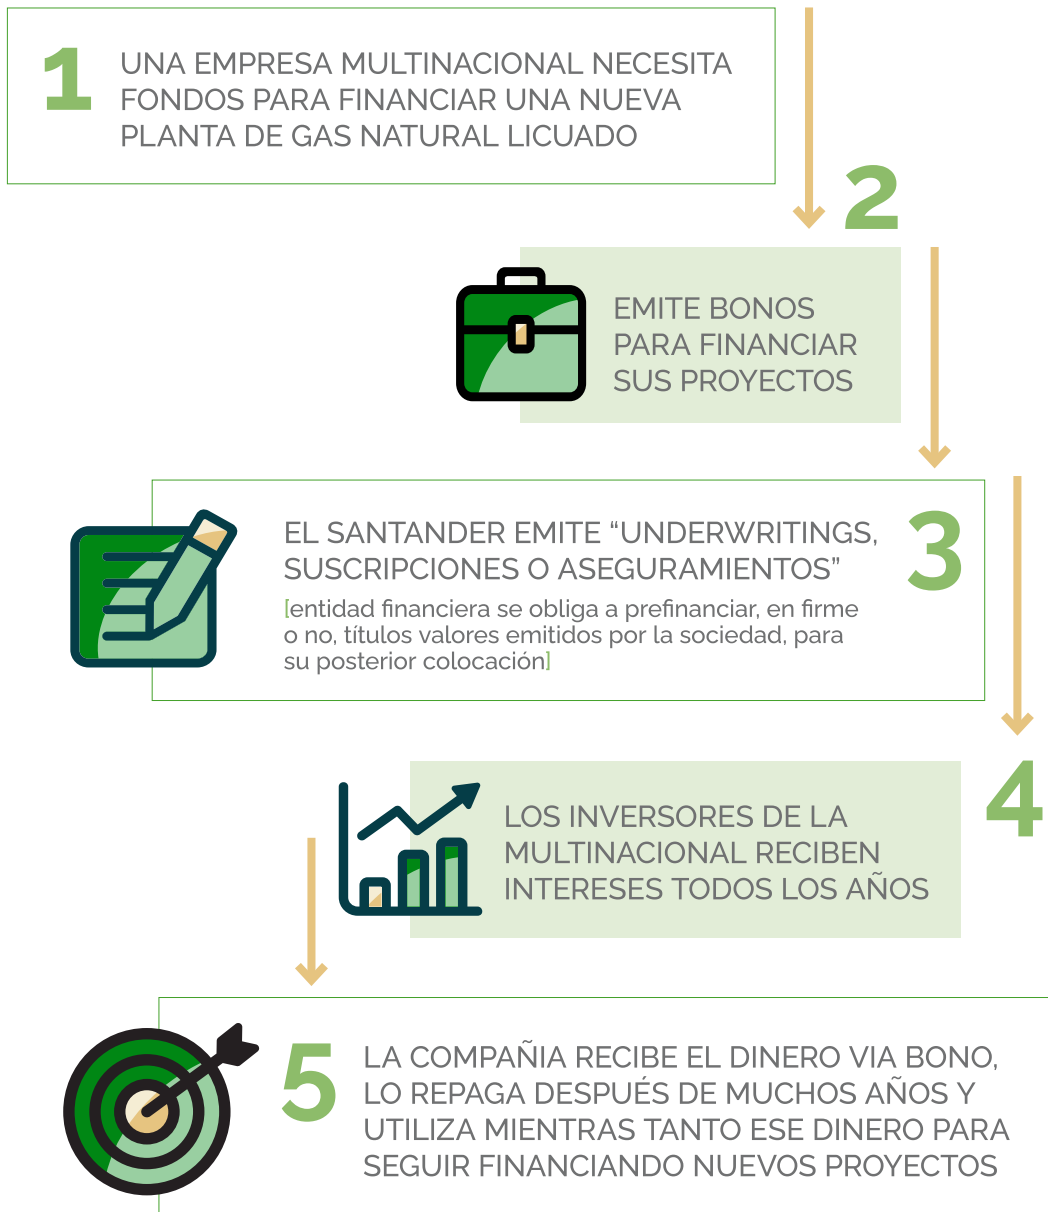 1
UNA EMPRESA MULTINACIONAL NECESITA
FONDOS PARA FINANCIAR UNA NUEVA
PLANTA DE GAS NATURAL LICUADO
2
EMITE BONOS
PARA FINANCIAR
SUS PROYECTOS
3
EL SANTANDER EMITE “UNDERWRITINGS,
SUSCRIPCIONES O ASEGURAMIENTOS”
[entidad financiera se obliga a prefinanciar, en firme
o no, títulos valores emitidos por la sociedad, para
su posterior colocación]
4
LOS INVERSORES DE LA
MULTINACIONAL RECIBEN
INTERESES TODOS LOS AÑOS
5
LA COMPAÑIA RECIBE EL DINERO VIA BONO,
LO REPAGA DESPUÉS DE MUCHOS AÑOS Y
UTILIZA MIENTRAS TANTO ESE DINERO PARA
SEGUIR FINANCIANDO NUEVOS PROYECTOS